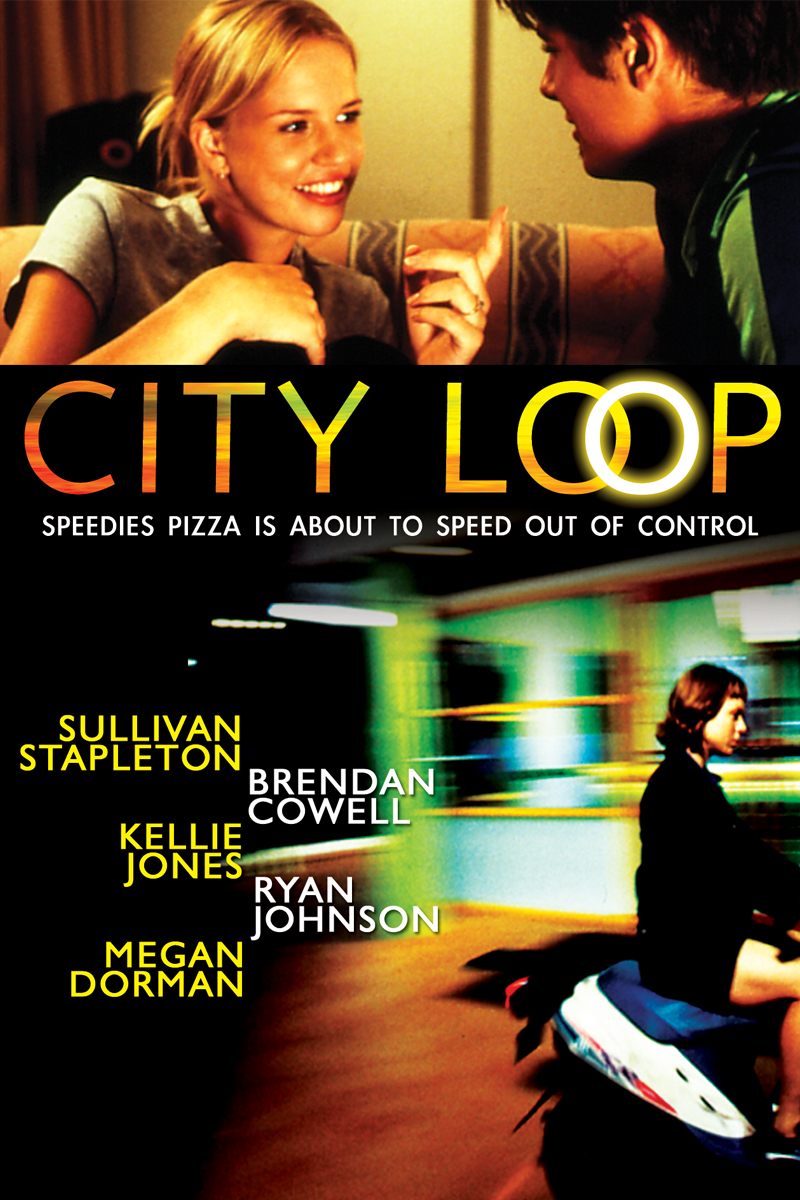 CITY LOOP
SPEEDIES PIZZA IS ABOUT TO SPEED OUT OF CONTROL
SULLIVAN
STAPLETON
BRENDAN
COWELL
KELLIE
JONES
RYAN
JOHNSON
MEGAN
DORMAN